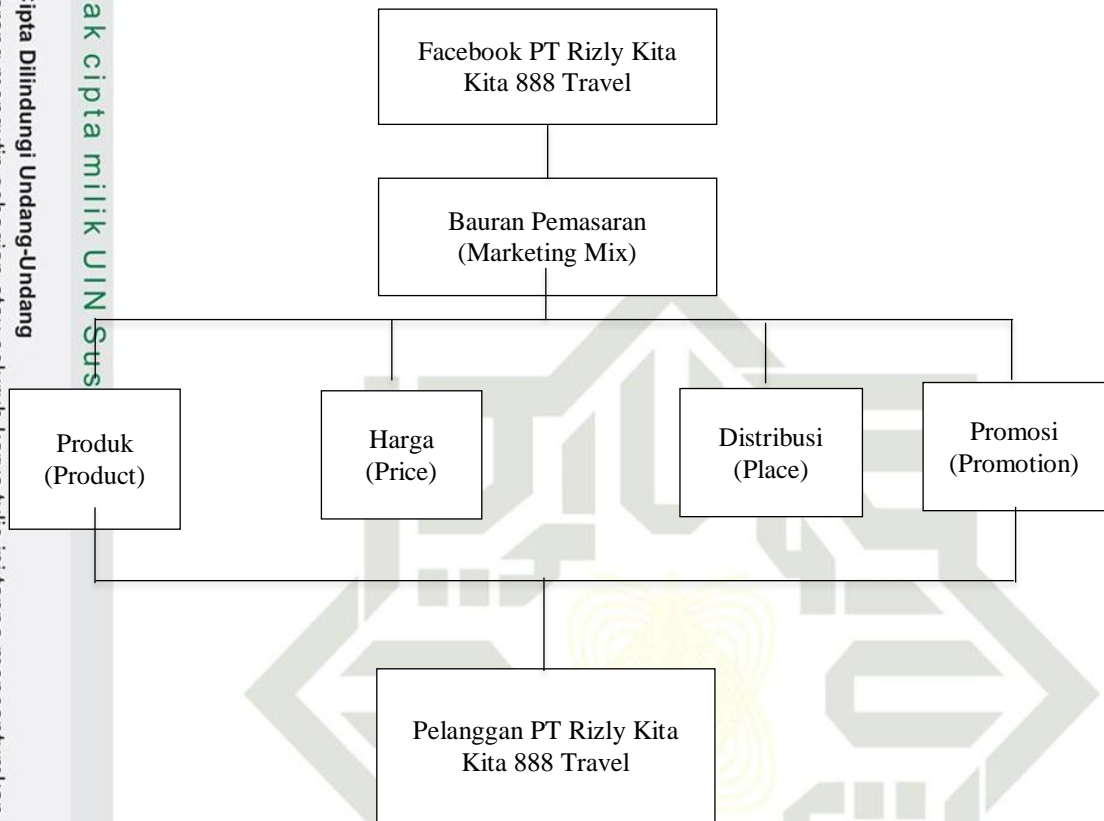 ak cipta milik UIN Sus
ipta Dilindungi Undang-Undang
Facebook PT Rizly Kita
Kita 888 Travel
Bauran Pemasaran
(Marketing Mix)
Produk
(Product)
Harga
(Price)
Distribusi
(Place)
Promosi
(Promotion)
Pelanggan PT Rizly Kita
Kita 888 Travel